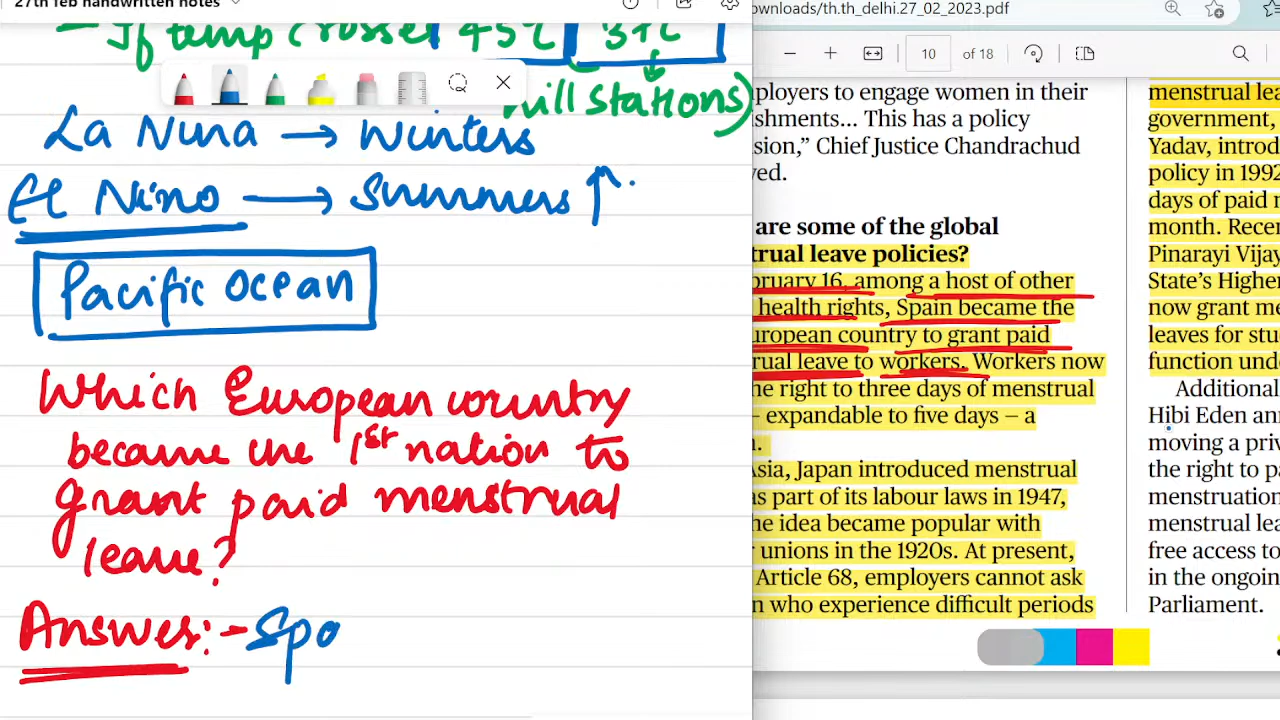 27th feb handwritten notes
- If temp crosses 45℃ 37℃
(hill stations)
La Nina → Winters
El Nino → Summers ↑
Pacific Ocean
Which European country
became the 1st nation to
grant paid menstrual
leave?
Answer:- Spa
ownloads/th.th_delhi.27_02_2023.pdf
10 of 18
ployers to engage women in their
shments... This has a policy
sion,” Chief Justice Chandrachud
ved.
are some of the global
trual leave policies?
bruary 16, among a host of other
health rights, Spain became the
uropean country to grant paid
rual leave to workers. Workers now
he right to three days of menstrual
— expandable to five days — a
.
Asia, Japan introduced menstrual
as part of its labour laws in 1947,
he idea became popular with
r unions in the 1920s. At present,
Article 68, employers cannot ask
n who experience difficult periods
menstrual lea
government,
Yadav, introd
policy in 1992
days of paid m
month. Recen
Pinarayi Vijay
State’s Higher
now grant me
leaves for stu
function unde
Additional
Hibi Eden ann
moving a priv
the right to pa
menstruation
menstrual lea
free access to
in the ongoin
Parliament.